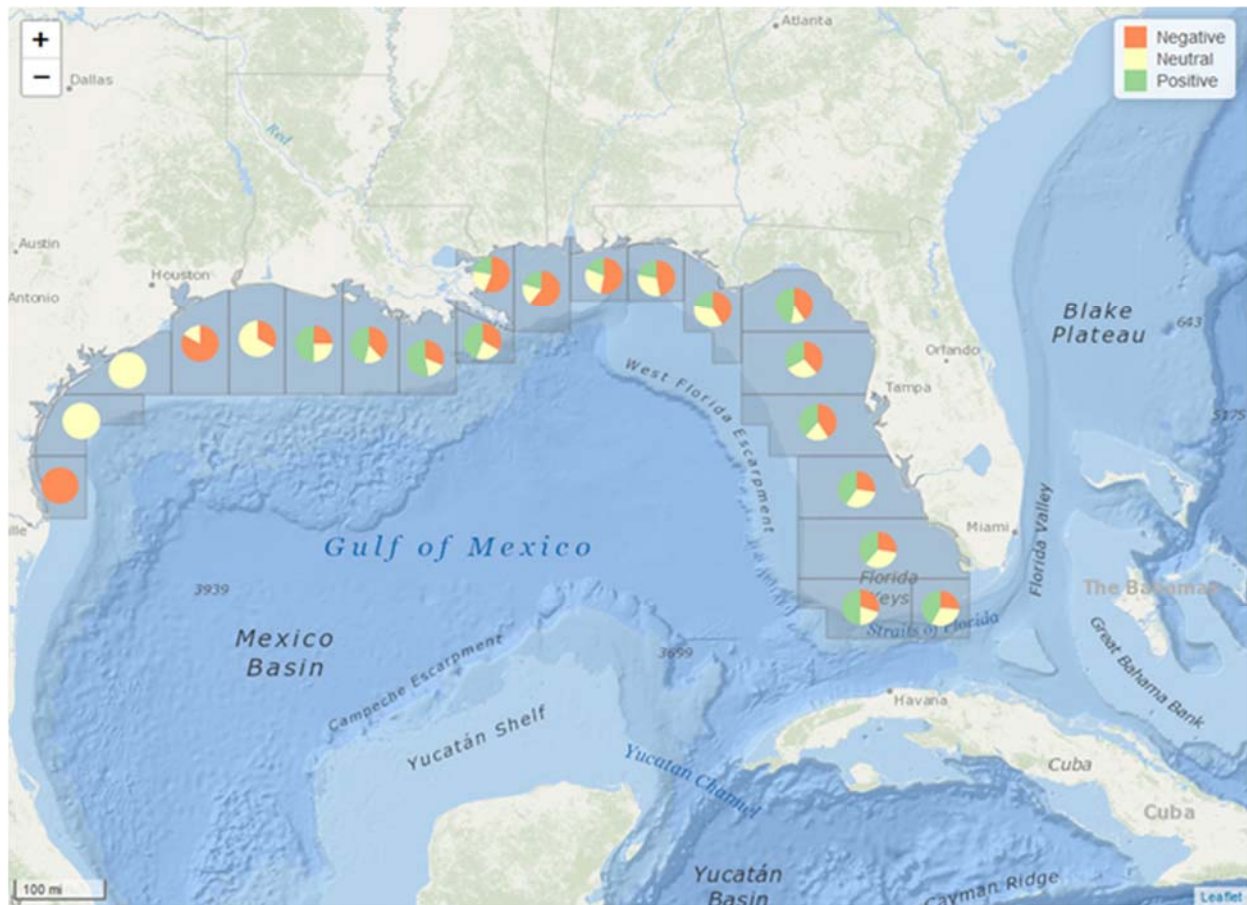 +
−
Dallas
Atlanta
Negative
Neutral
Positive
Red
Austin
Houston
Antonio
Blake
Plateau
643
Orlando
Tampa
West Florida Escarpment
5175
ville
Miami
Florida Valley
Gulf of Mexico
Florida
Keys
The Bahamas
3939
Straits of Florida
Mexico
Basin
3699
Great Bahama Bank
Campeche Escarpment
Havana
Yucatán Shelf
Yucatan Channel
Cuba
Cuba
Yucatán
Basin
Cayman Ridge
100 mi
Leaflet